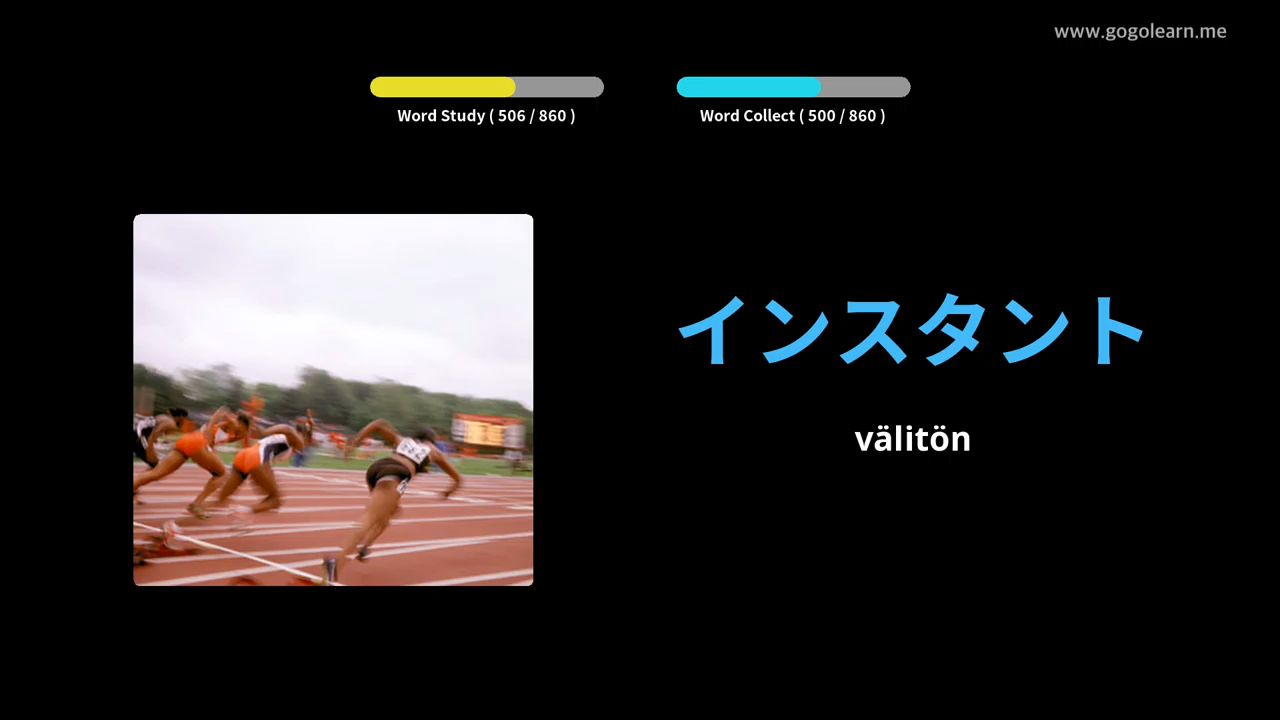 www.gogolearn.me
Word Study ( 506 / 860 )
Word Collect ( 500 / 860 )
インスタント
välitön